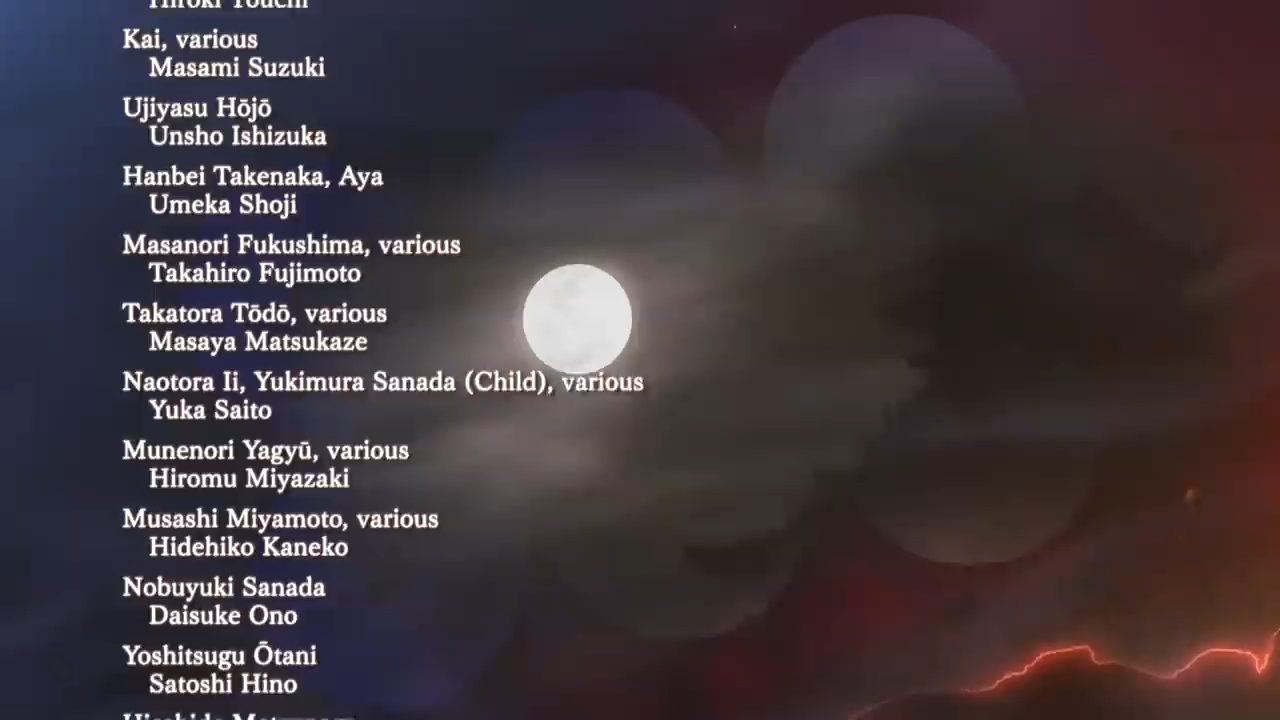 Hiroki Touchi
Kai, various
Masami Suzuki
Ujiyasu Hōjō
Unsho Ishizuka
Hanbei Takenaka, Aya
Umeka Shoji
Masanori Fukushima, various
Takahiro Fujimoto
Takatora Tōdō, various
Masaya Matsukaze
Naotora Ii, Yukimura Sanada (Child), various
Yuka Saito
Munenori Yagyū, various
Hiromu Miyazaki
Musashi Miyamoto, various
Hidehiko Kaneko
Nobuyuki Sanada
Daisuke Ono
Yoshitsugu Ōtani
Satoshi Hino